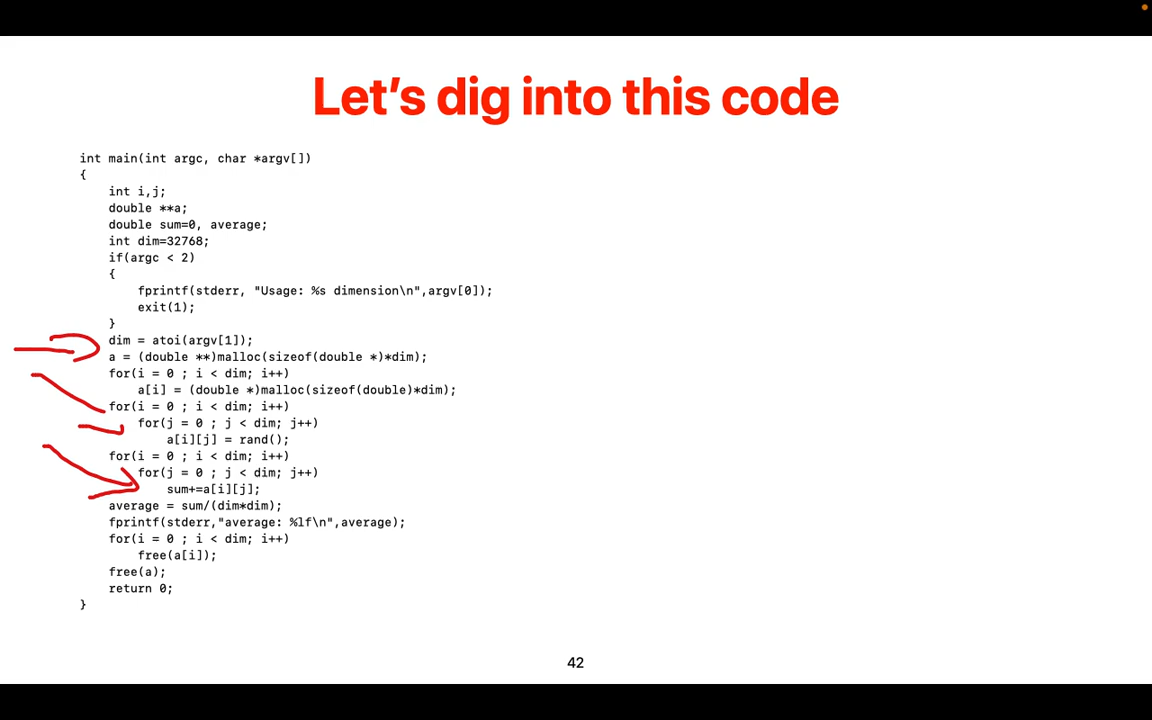 Let’s dig into this code
int main(int argc, char *argv[])
{
    int i,j;
    double **a;
    double sum=0, average;
    int dim=32768;
    if(argc < 2)
    {
        fprintf(stderr, "Usage: %s dimension\n",argv[0]);
        exit(1);
    }
    dim = atoi(argv[1]);
    a = (double **)malloc(sizeof(double *)*dim);
    for(i = 0 ; i < dim; i++)
        a[i] = (double *)malloc(sizeof(double)*dim);
    for(i = 0 ; i < dim; i++)
        for(j = 0 ; j < dim; j++)
            a[i][j] = rand();
    for(i = 0 ; i < dim; i++)
        for(j = 0 ; j < dim; j++)
            sum+=a[i][j];
    average = sum/(dim*dim);
    fprintf(stderr,"average: %lf\n",average);
    for(i = 0 ; i < dim; i++)
        free(a[i]);
    free(a);
    return 0;
}
42